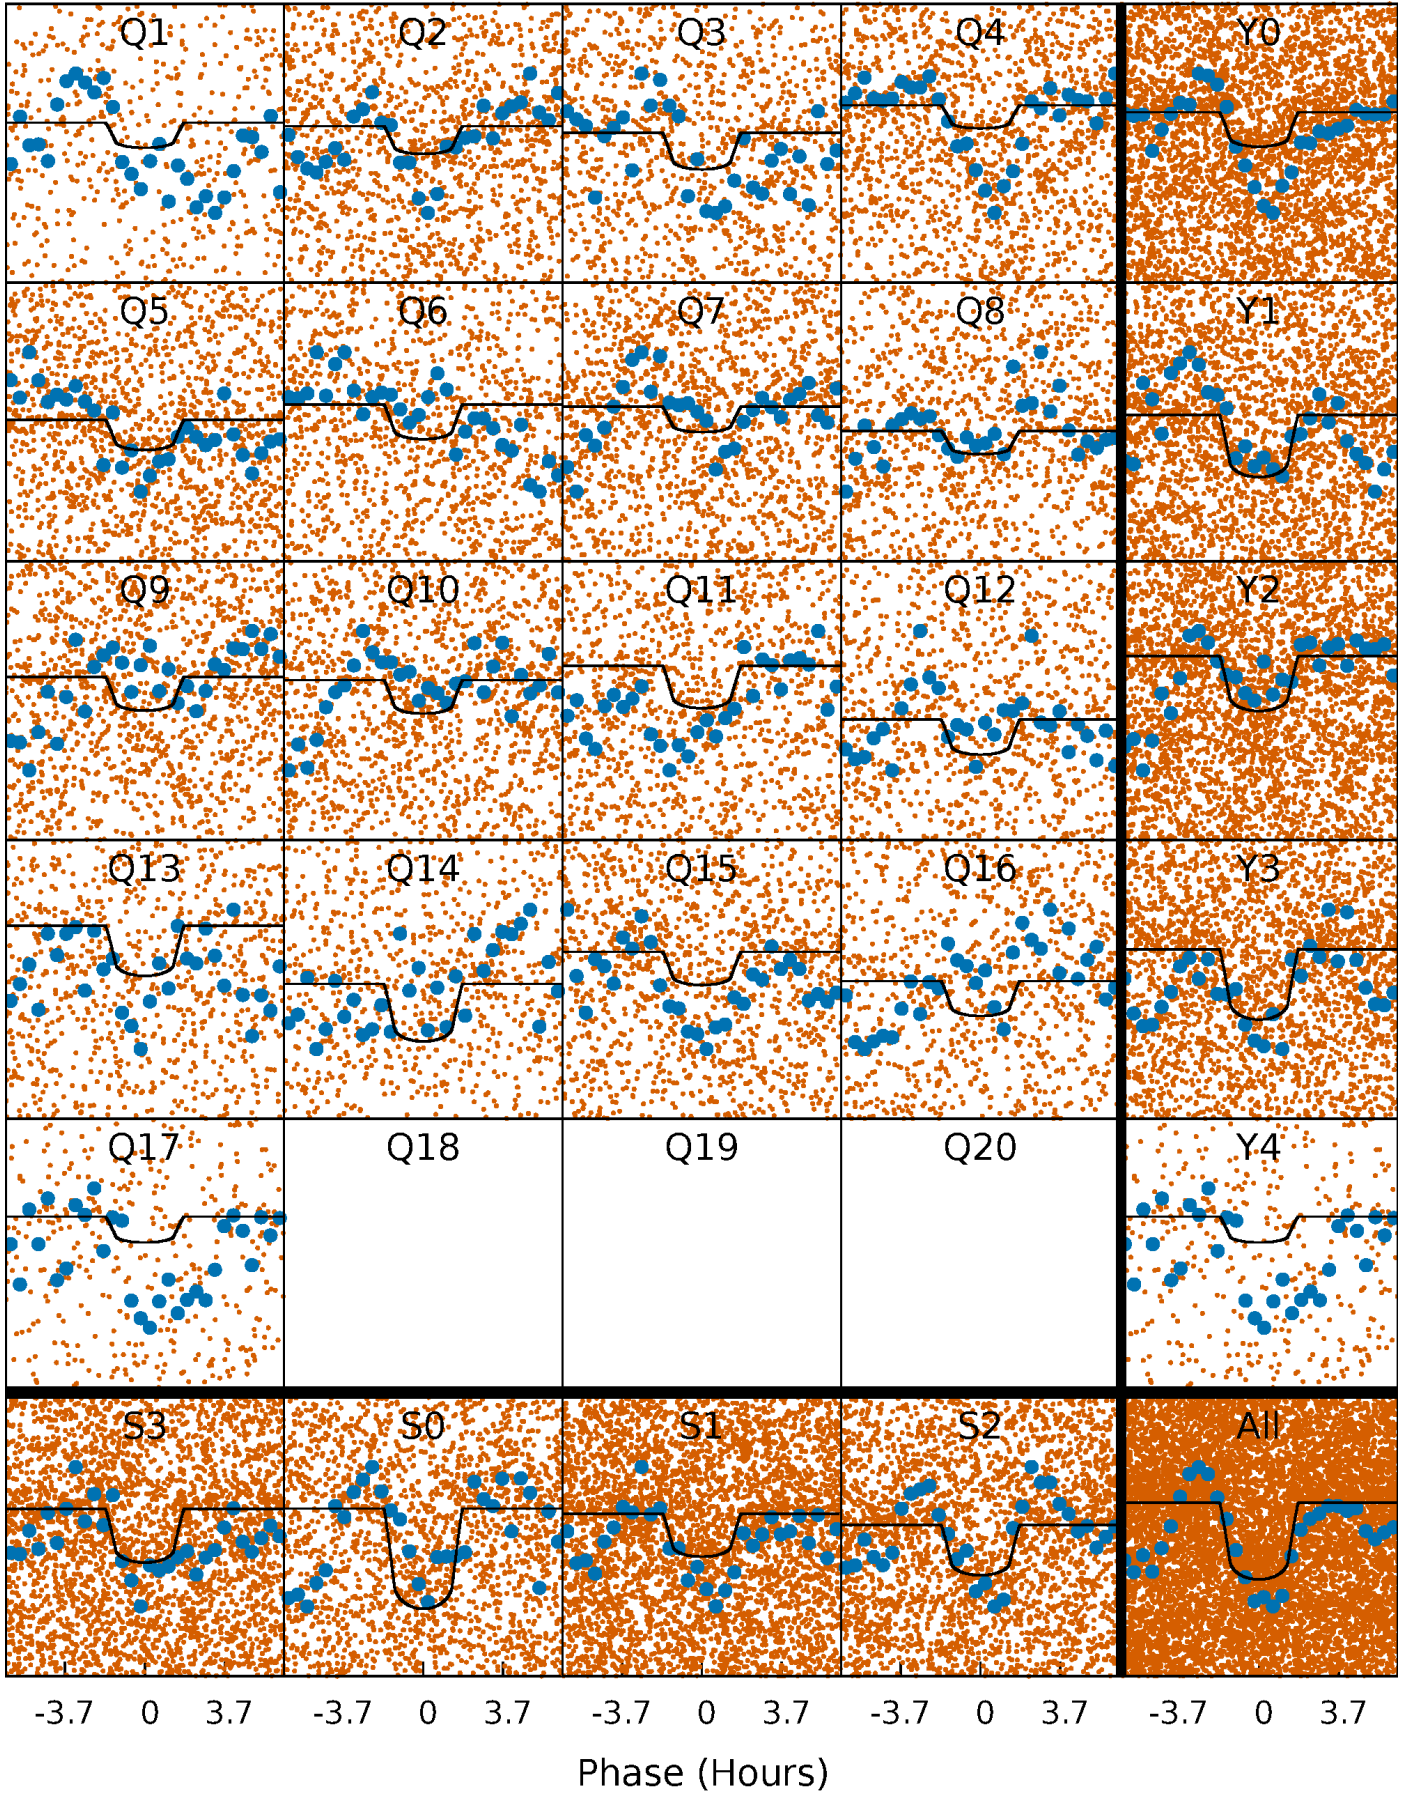 Q1 Q2 Q3 Q4 Y0
Q5 Q6 Q7 Q8 Y1
Q9 Q10 Q11 Q12 Y2
Q13 Q14 Q15 Q16 Y3
Q17 Q18 Q19 Q20 Y4
S3 S0 S1 S2 All
-3.7 0 3.7 -3.7 0 3.7 -3.7 0 3.7 -3.7 0 3.7 -3.7 0 3.7
Phase (Hours)